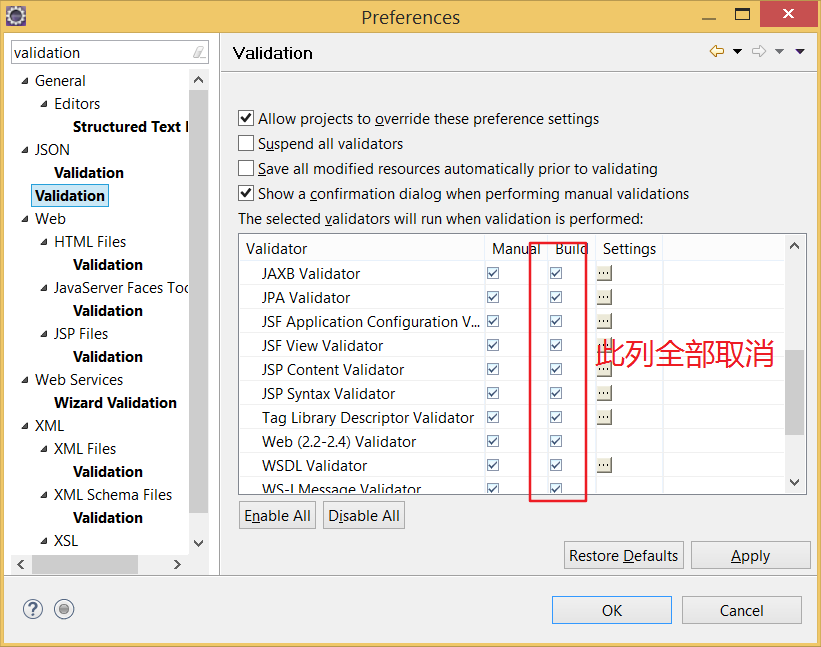 Preferences
validation
General
Editors
Structured Text
JSON
Validation
Validation
Web
HTML Files
Validation
JavaServer Faces Too
Validation
JSP Files
Validation
Web Services
Wizard Validation
XML
XML Files
Validation
XML Schema Files
Validation
XSL
Validation
Allow projects to override these preference settings
Suspend all validators
Save all modified resources automatically prior to validating
Show a confirmation dialog when performing manual validations
The selected validators will run when validation is performed:
Validator Manual Build Settings
JAXB Validator ...
JPA Validator ...
JSF Application Configuration V... ...
JSF View Validator ...
此列全部取消
JSP Content Validator ...
JSP Syntax Validator ...
Tag Library Descriptor Validator ...
Web (2.2-2.4) Validator
WSDL Validator ...
WS-I Message Validator
Enable All Disable All
Restore Defaults Apply
? OK Cancel